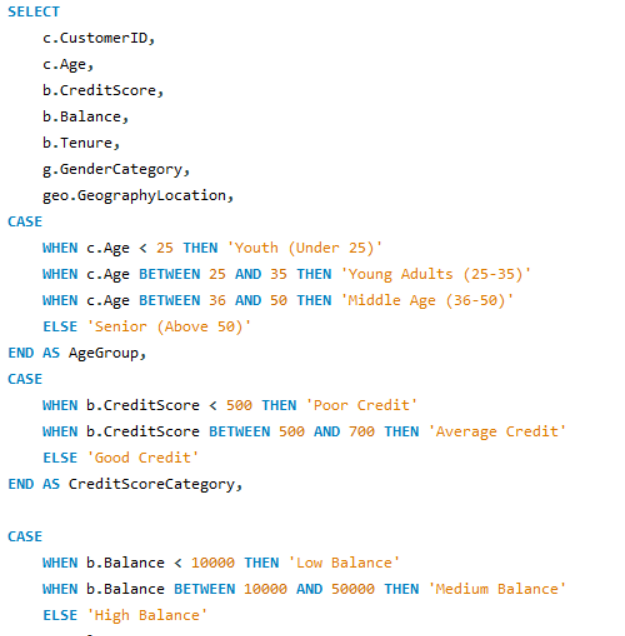 SELECT
    c.CustomerID,
    c.Age,
    b.CreditScore,
    b.Balance,
    b.Tenure,
    g.GenderCategory,
    geo.GeographyLocation,
CASE
    WHEN c.Age < 25 THEN 'Youth (Under 25)'
    WHEN c.Age BETWEEN 25 AND 35 THEN 'Young Adults (25-35)'
    WHEN c.Age BETWEEN 36 AND 50 THEN 'Middle Age (36-50)'
    ELSE 'Senior (Above 50)'
END AS AgeGroup,
CASE
    WHEN b.CreditScore < 500 THEN 'Poor Credit'
    WHEN b.CreditScore BETWEEN 500 AND 700 THEN 'Average Credit'
    ELSE 'Good Credit'
END AS CreditScoreCategory,
CASE
    WHEN b.Balance < 10000 THEN 'Low Balance'
    WHEN b.Balance BETWEEN 10000 AND 50000 THEN 'Medium Balance'
    ELSE 'High Balance'